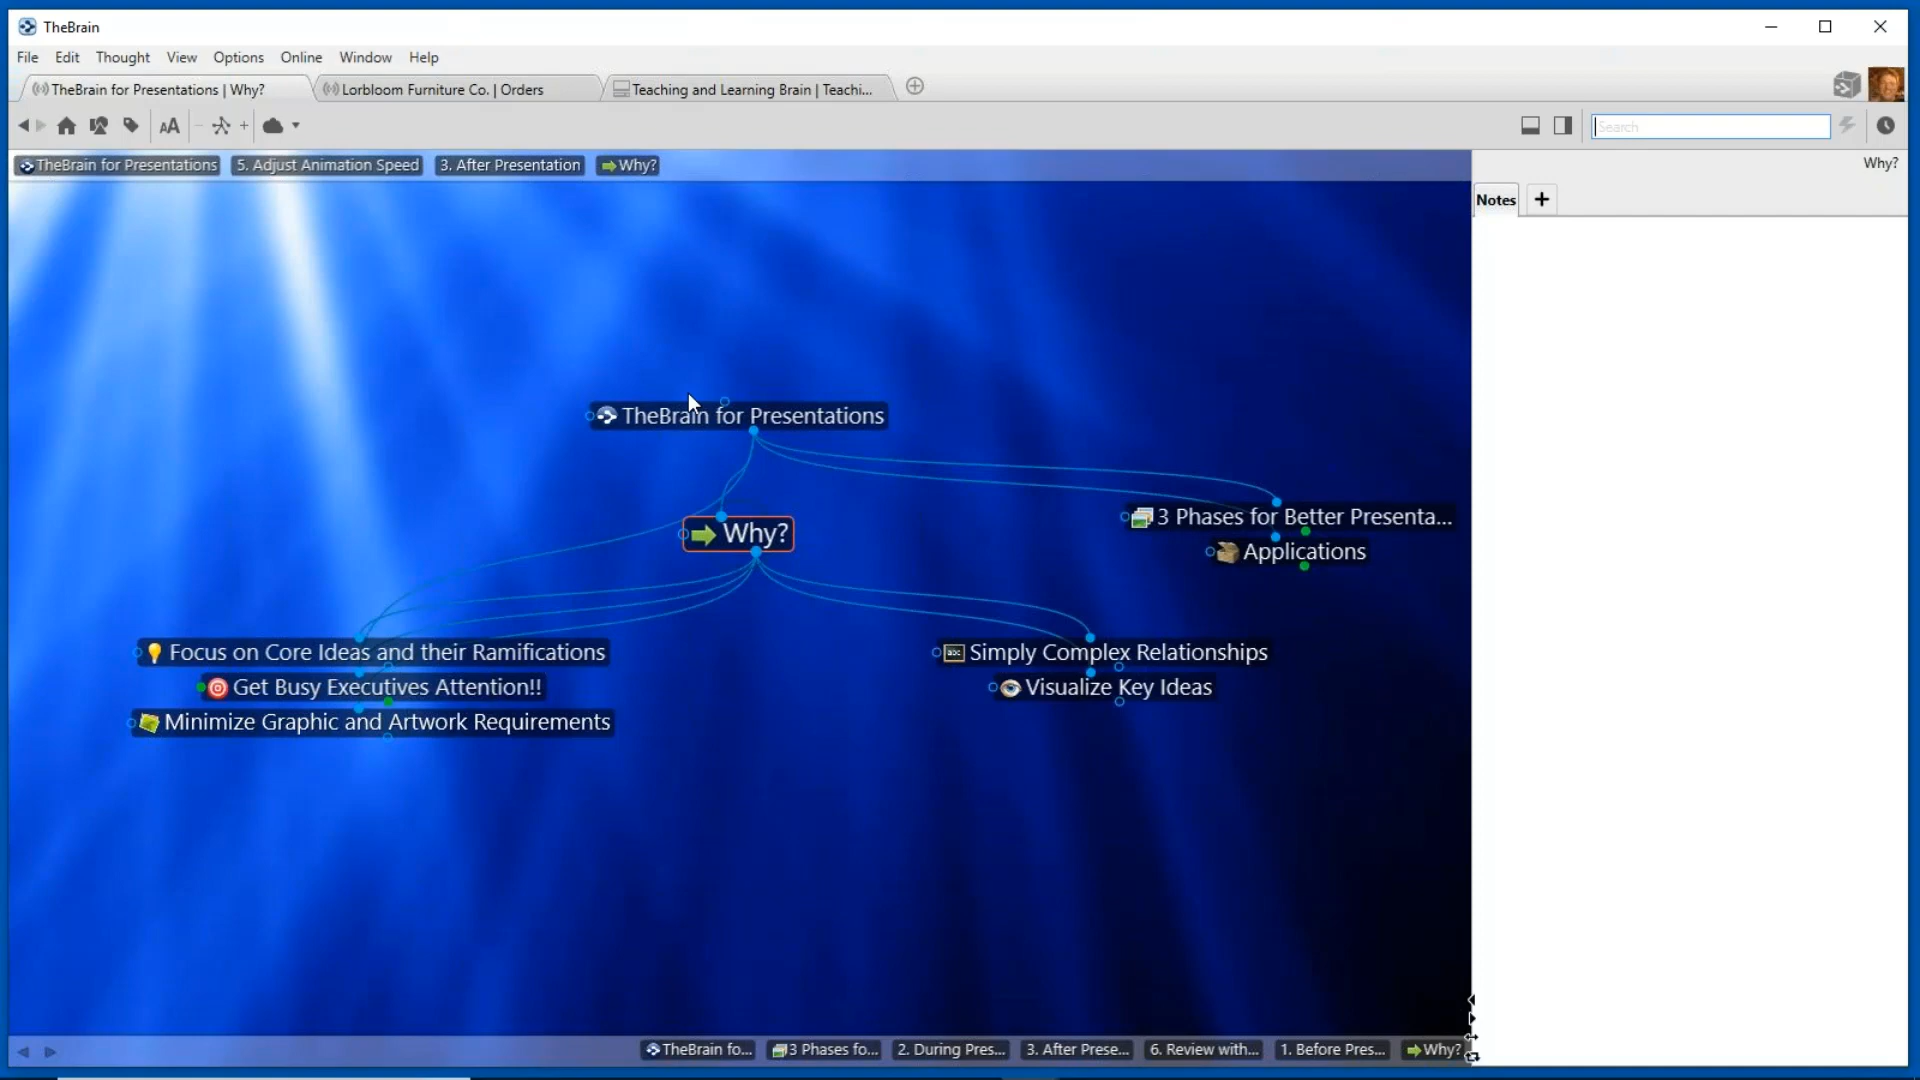 TheBrain
File Edit Thought View Options Online Window Help
TheBrain for Presentations | Why? Lorbloom Furniture Co. | Orders Teaching and Learning Brain | Teachi...
AA Search
TheBrain for Presentations 5. Adjust Animation Speed 3. After Presentation Why? Why?
Notes
TheBrain for Presentations
Why?
3 Phases for Better Presenta...
Applications
Focus on Core Ideas and their Ramifications
Get Busy Executives Attention!!
Minimize Graphic and Artwork Requirements
abc Simply Complex Relationships
Visualize Key Ideas
TheBrain fo... 3 Phases fo... 2. During Pres... 3. After Prese... 6. Review with... 1. Before Pres... Why?